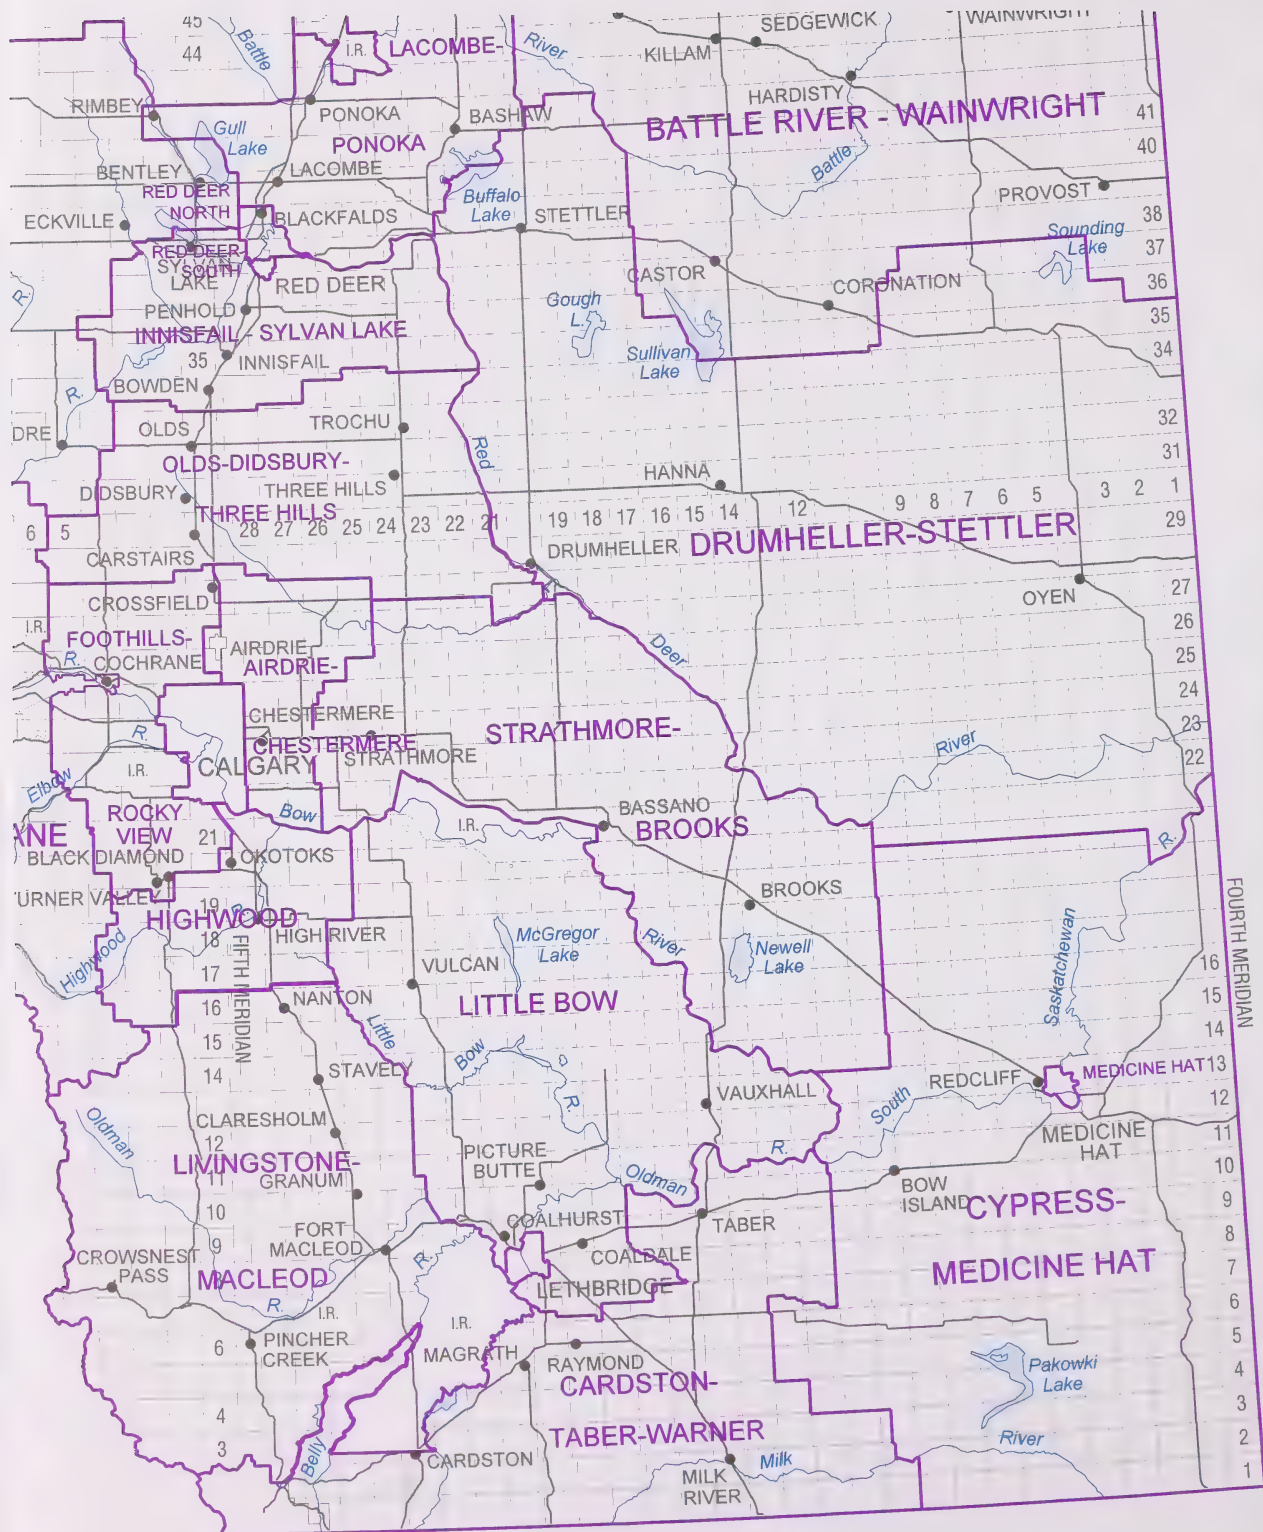 45
44
Battle
I.R.
LACOMBE-
River
KILLAM
SEDGEWICK
WAINWRIGHT
HARDISTY
RIMBEY
PONOKA
BASHAW
BATTLE RIVER - WAINWRIGHT
41
Gull
Lake
PONOKA
40
BENTLEY
LACOMBE
Battle
RED DEER
NORTH
Buffalo
Lake
PROVOST
ECKVILLE
BLACKFALDS
STETTLER
38
Sounding
Lake
37
RED DEER-
SOUTH
SYLVAN
LAKE
RED DEER
CASTOR
CORONATION
36
R.
PENHOLD
Gough
L.
35
INNISFAIL - SYLVAN LAKE
35
INNISFAIL
Sullivan
Lake
34
BOWDEN
R.
DRE
OLDS
TROCHU
32
Red
31
OLDS-DIDSBURY-
THREE HILLS
HANNA
DIDSBURY
THREE HILLS
6 5
28 27 26 25 24 23 22 21
19 18 17 16 15 14
12
9 8 7 6 5
3 2 1
29
CARSTAIRS
DRUMHELLER
DRUMHELLER-STETTLER
CROSSFIELD
OYEN
27
26
I.R.
FOOTHILLS-
AIRDRIE
Deer
25
R.
COCHRANE
AIRDRIE-
24
CHESTERMERE
23
R.
CHESTERMERE
STRATHMORE-
River
22
I.R.
CALGARY
STRATHMORE
Elbow
ROCKY
VIEW
Bow
BASSANO
ANE
21
I.R.
BROOKS
R.
BLACK DIAMOND
OKOTOKS
TURNER VALLEY
BROOKS
FOURTH MERIDIAN
19
R.
HIGHWOOD
18
HIGH RIVER
McGregor
Lake
River
Newell
Lake
Highwood
FIFTH MERIDIAN
17
VULCAN
Saskatchewan
16
16
NANTON
LITTLE BOW
15
Little
14
15
Bow
14
STAVELY
R.
VAUXHALL
South
REDCLIFF
MEDICINE HAT
13
Oldman
CLARESHOLM
12
12
MEDICINE
HAT
11
LIVINGSTONE-
PICTURE
BUTTE
R.
10
11
GRANUM
Oldman
BOW
ISLAND
9
10
FORT
MACLEOD
COALHURST
TABER
CYPRESS-
8
CROWSNEST
PASS
9
R.
COALDALE
7
8
MACLEOD
LETHBRIDGE
MEDICINE HAT
6
R.
I.R.
I.R.
5
6
PINCHER
CREEK
MAGRATH
RAYMOND
Pakowki
Lake
4
CARDSTON-
3
4
TABER-WARNER
River
2
3
Belly
CARDSTON
Milk
1
MILK
RIVER